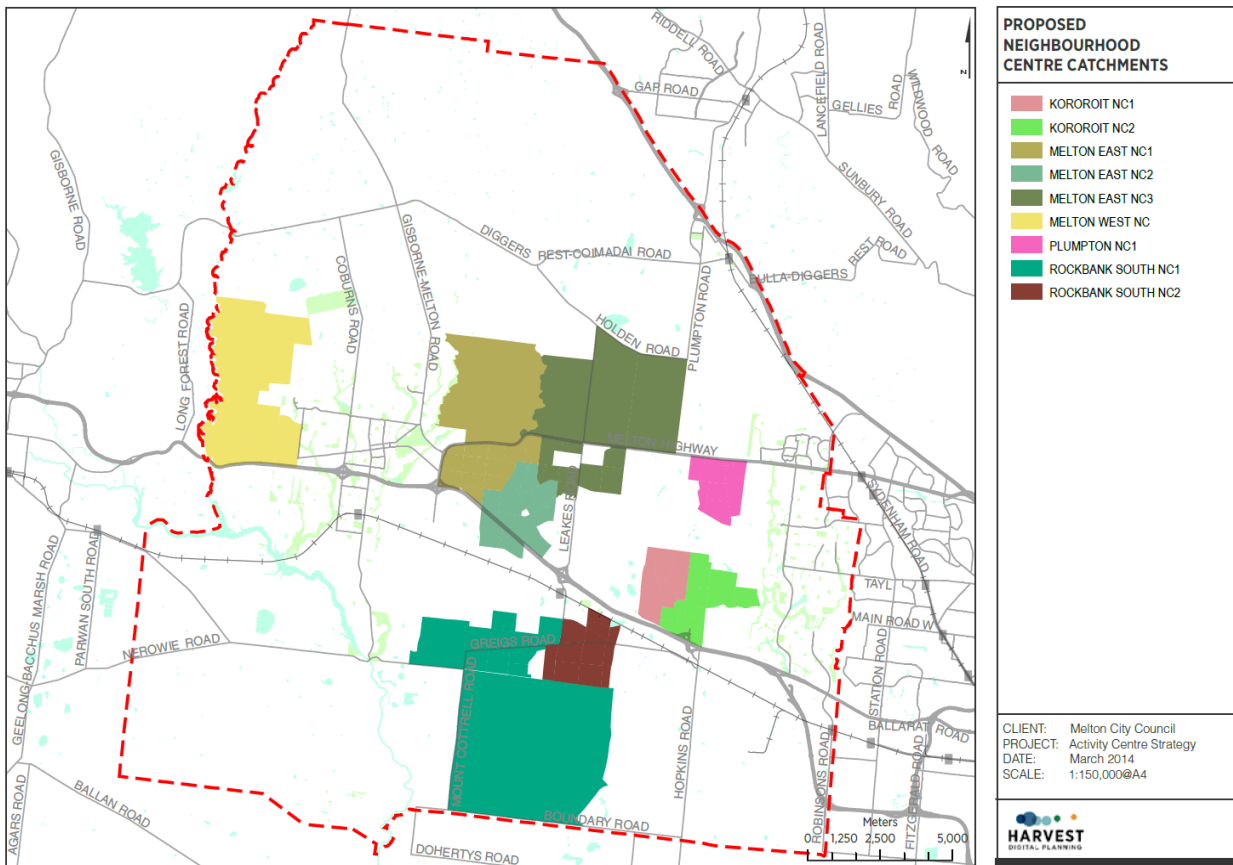 RIDDELL ROAD
LANCEFIELD ROAD
GAP ROAD
GELLIES ROAD
WILDWOOD ROAD
GISBORNE ROAD
SUNBURY ROAD
GISBORNE-MELTON ROAD
DIGGERS REST-COIMADAI ROAD
COBURNS ROAD
BULLA-DIGGERS REST ROAD
PLUMPTON ROAD
LONG FOREST ROAD
HOLDEN ROAD
MELTON HIGHWAY
LEAKES ROAD
SYDENHAM ROAD
GEELONG-BACCHUS MARSH ROAD
PARWAN SOUTH ROAD
TAYL
MAIN ROAD W
NEROWIE ROAD
GREIGS ROAD
STATION ROAD
MOUNT COTTRELL ROAD
HOPKINS ROAD
BALLARAT ROAD
ROBINSONS ROAD
FITZGERALD ROAD
AGARS ROAD
BALLAN ROAD
BOUNDARY ROAD
DOHERTYS ROAD
Meters
0 1,250 2,500 5,000
N
PROPOSED
NEIGHBOURHOOD
CENTRE CATCHMENTS
KOROROIT NC1
KOROROIT NC2
MELTON EAST NC1
MELTON EAST NC2
MELTON EAST NC3
MELTON WEST NC
PLUMPTON NC1
ROCKBANK SOUTH NC1
ROCKBANK SOUTH NC2
CLIENT: Melton City Council
PROJECT: Activity Centre Strategy
DATE: March 2014
SCALE: 1:150,000@A4
HARVEST
DIGITAL PLANNING